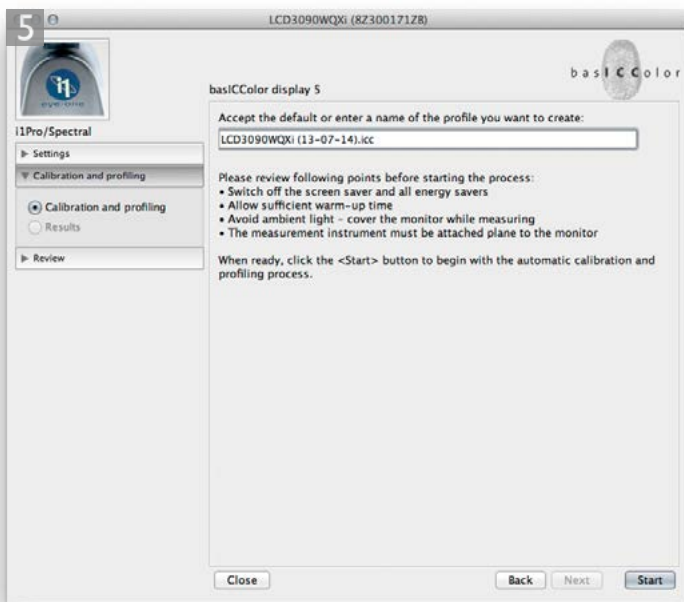 5
LCD3090WQXi (8Z300171ZB)
i1
eye-one
basICColor
basICColor display 5
i1Pro/Spectral
Accept the default or enter a name of the profile you want to create:
LCD3090WQXi (13-07-14).icc
Settings
Calibration and profiling
Calibration and profiling
Results
Review
Please review following points before starting the process:
• Switch off the screen saver and all energy savers
• Allow sufficient warm-up time
• Avoid ambient light - cover the monitor while measuring
• The measurement instrument must be attached plane to the monitor
When ready, click the <Start> button to begin with the automatic calibration and
profiling process.
Close
Back
Next
Start